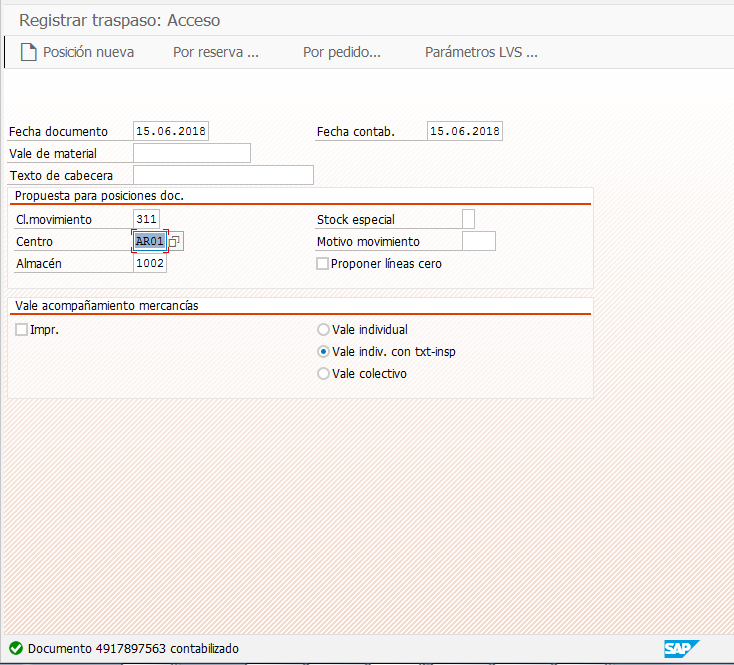 Registrar traspaso: Acceso
Posición nueva Por reserva ... Por pedido... Parámetros LVS ...
Fecha documento 15.06.2018 Fecha contab. 15.06.2018
Vale de material
Texto de cabecera
Propuesta para posiciones doc.
Cl.movimiento 311 Stock especial
Centro AR01 Motivo movimiento
Almacén 1002 Proponer líneas cero
Vale acompañamiento mercancías
Impr. Vale individual
Vale indiv. con txt-insp
Vale colectivo
Documento 4917897563 contabilizado SAP